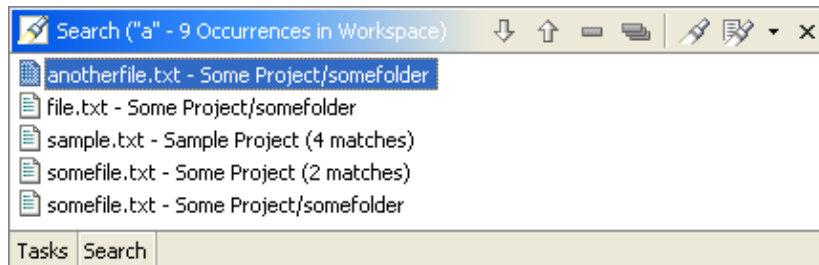 Search ("a" - 9 Occurrences in Workspace)
anotherfile.txt - Some Project/somefolder
file.txt - Some Project/somefolder
sample.txt - Sample Project (4 matches)
somefile.txt - Some Project (2 matches)
somefile.txt - Some Project/somefolder
Tasks Search